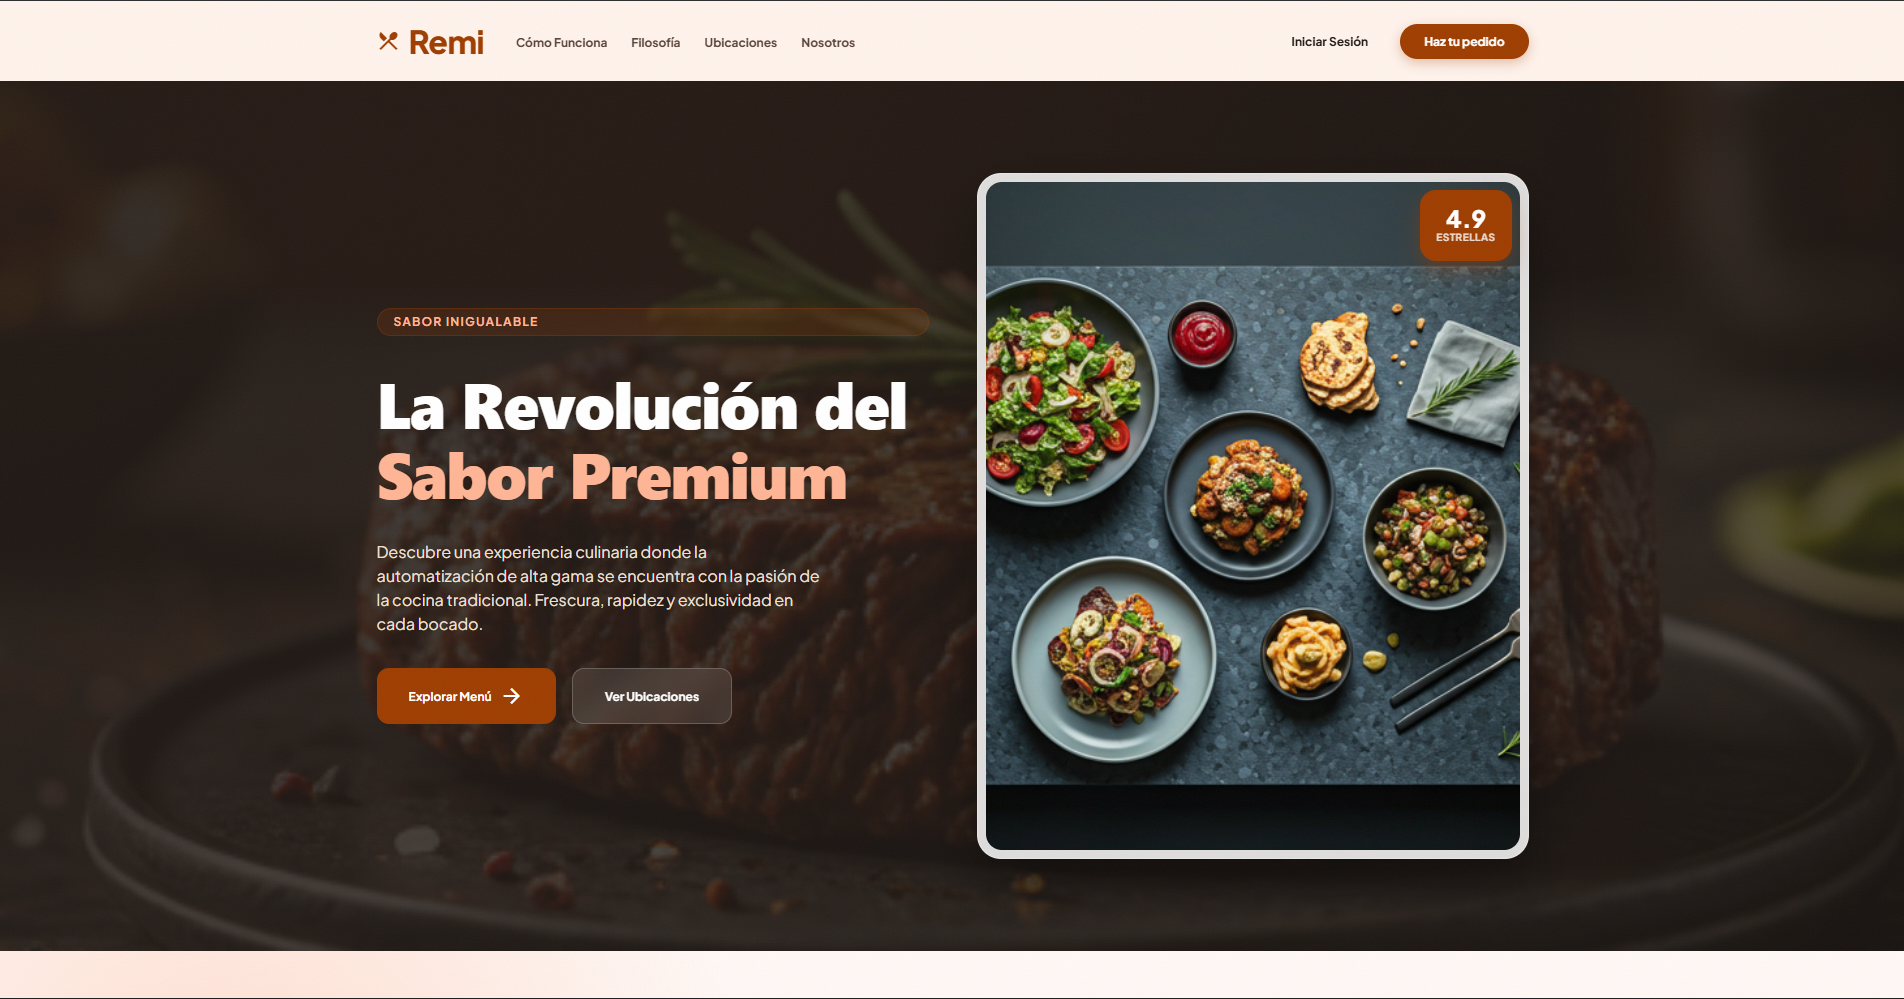 Remi
Cómo Funciona
Filosofía
Ubicaciones
Nosotros
Iniciar Sesión
Haz tu pedido
SABOR INIGUALABLE
La Revolución del
Sabor Premium
Descubre una experiencia culinaria donde la
automatización de alta gama se encuentra con la pasión de
la cocina tradicional. Frescura, rapidez y exclusividad en
cada bocado.
Explorar Menú
Ver Ubicaciones
4.9
ESTRELLAS